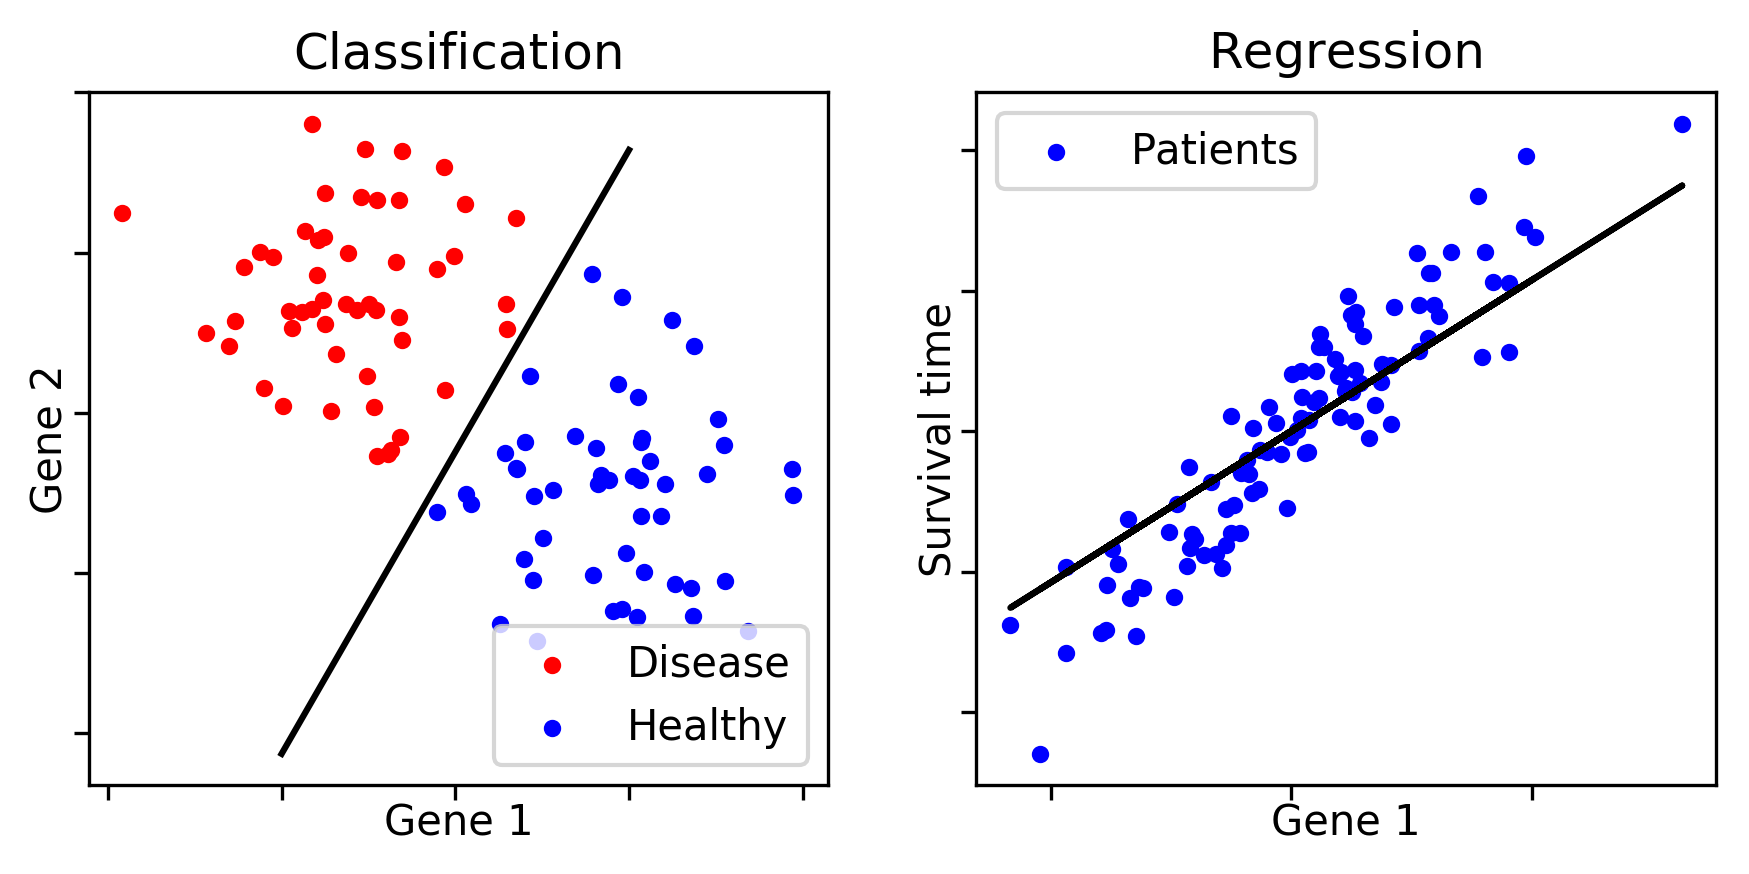 Classification
Gene 2
Disease
Healthy
Gene 1
Regression
Patients
Survival time
Gene 1